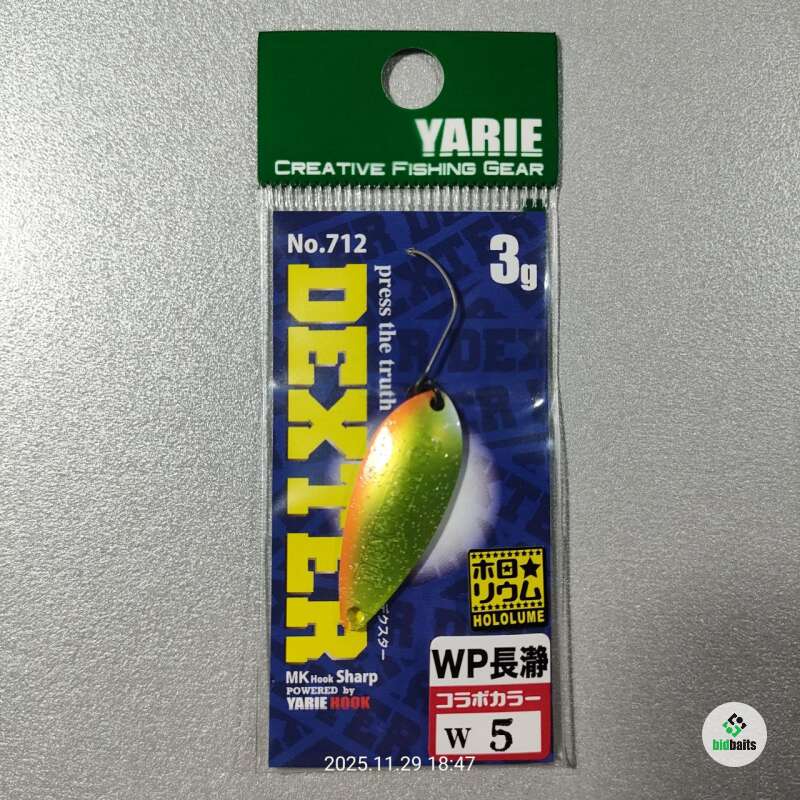 YARIE
CREATIVE FISHING GEAR
No.712
3g
DEXTER
press the truth
デクスター
ホロ★
リウム
HOLOLUME
MK Hook Sharp
POWERED by
YARIE HOOK
WP長瀞
コラボカラー
W 5
2025.11.29 18:47
bidbaits